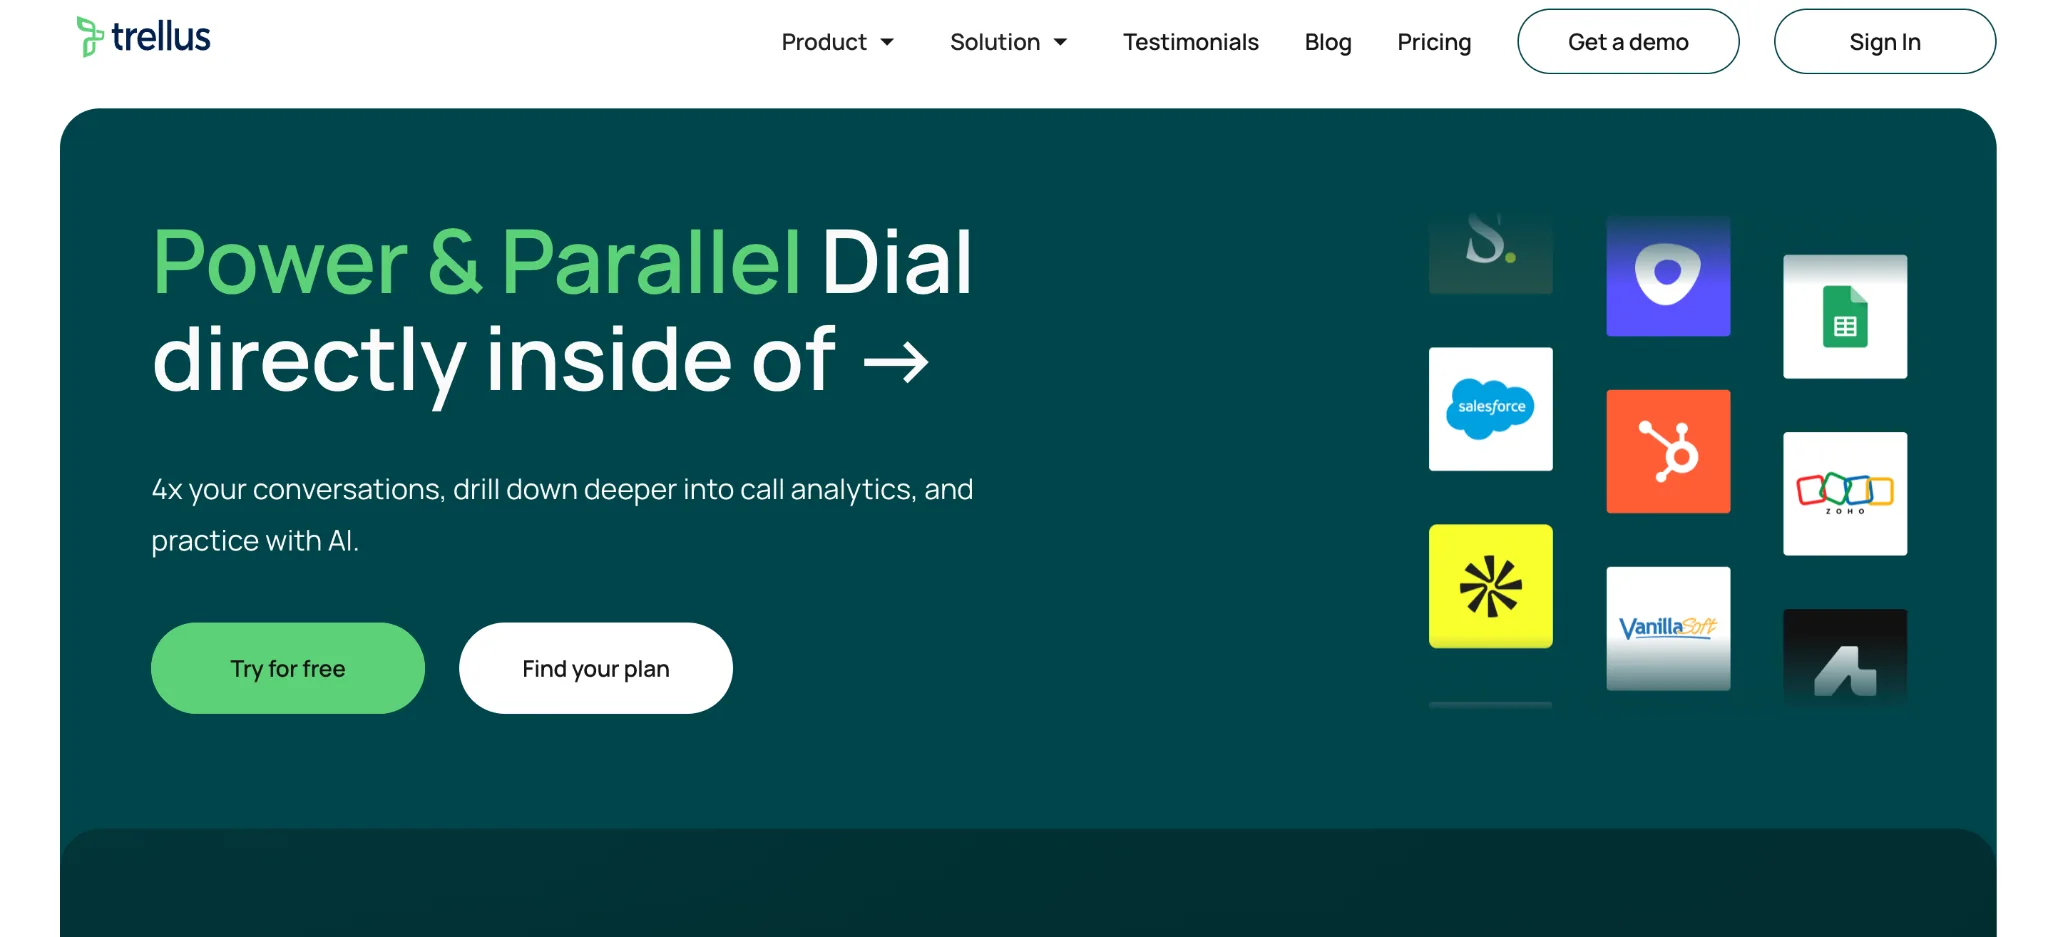 trellus
Product
Solution
Testimonials
Blog
Pricing
Get a demo
Sign In
Power & Parallel Dial
directly inside of →
4x your conversations, drill down deeper into call analytics, and
practice with AI.
Try for free
Find your plan
S.
salesforce
VanillaSoft
ZOHO